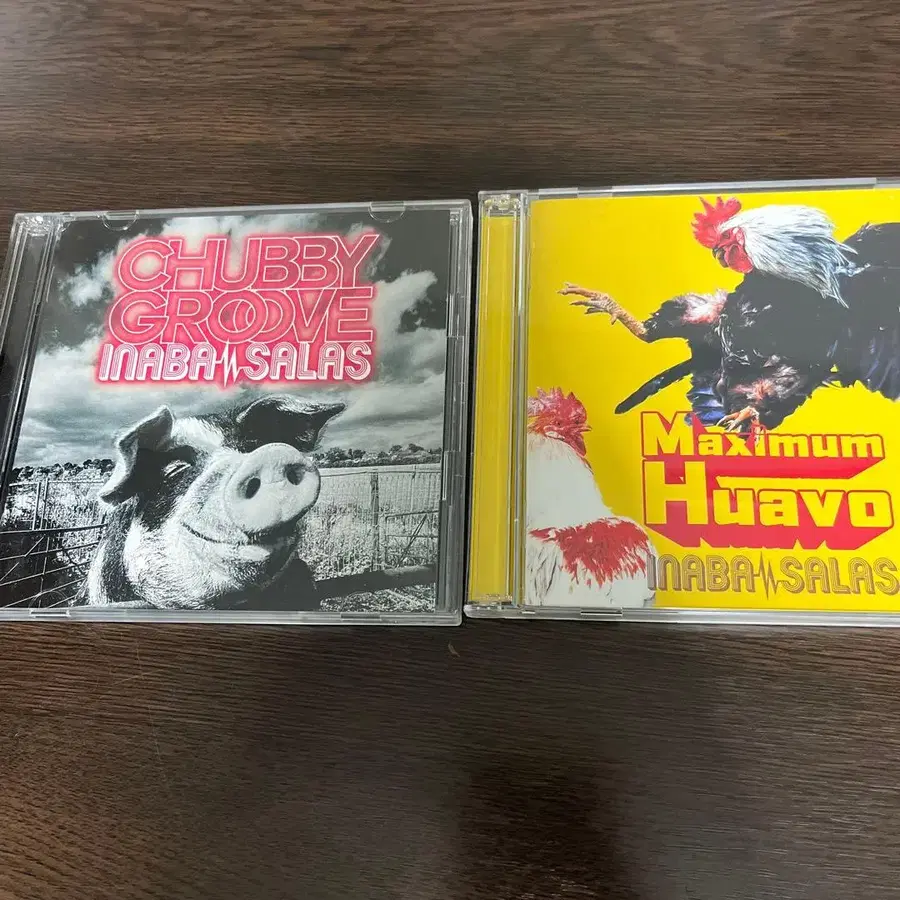 CHUBBY
GROOVE
INABA SALAS
Maximum
Huavo
INABA SALAS